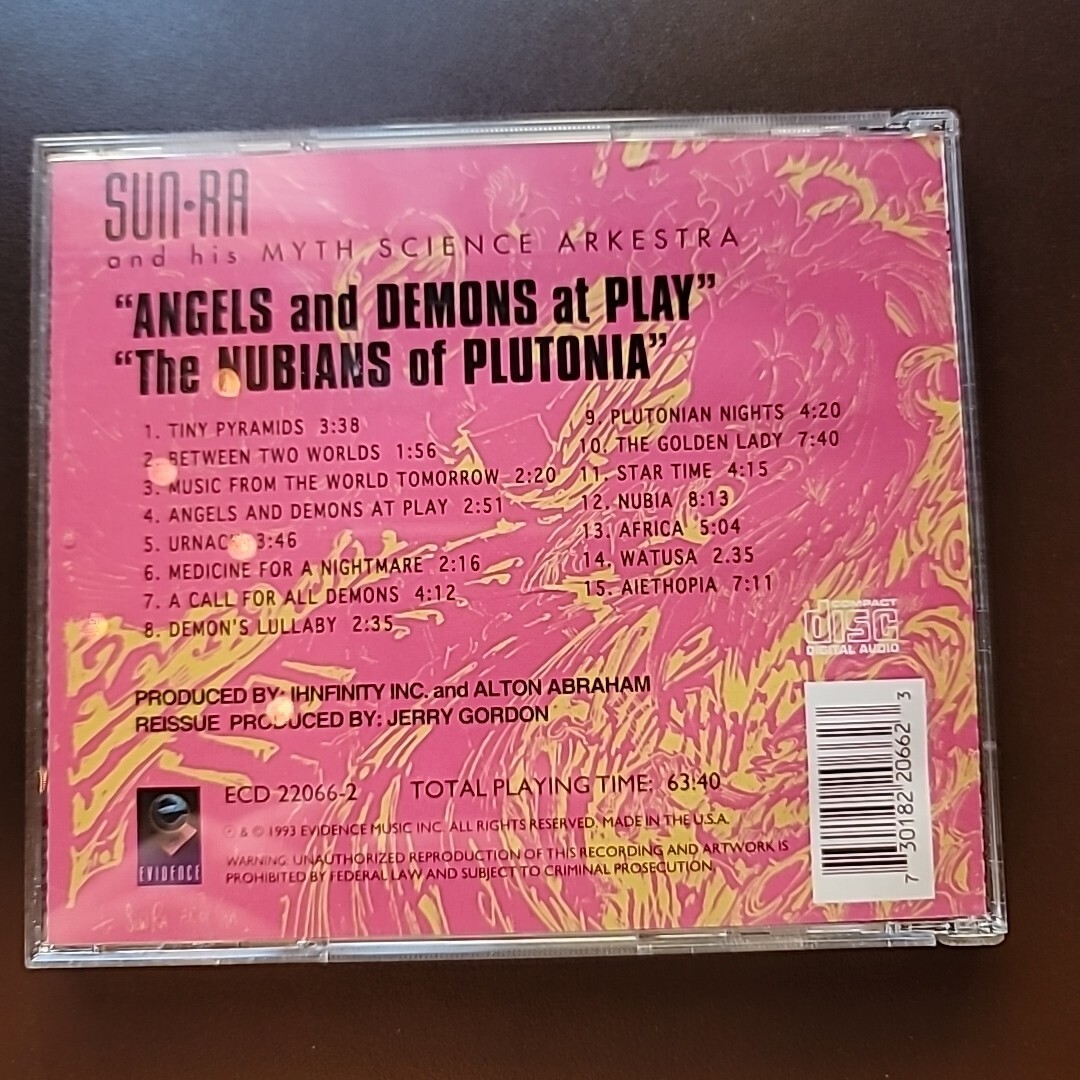 SUN•RA
and his MYTH SCIENCE ARKESTRA
"ANGELS and DEMONS at PLAY"
"The NUBIANS of PLUTONIA"
1. TINY PYRAMIDS 3:38
2. BETWEEN TWO WORLDS 1:56
3. MUSIC FROM THE WORLD TOMORROW 2:20
4. ANGELS AND DEMONS AT PLAY 2:51
5. 3:46
6. MEDICINE FOR A NIGHTMARE 2:16
7. A CALL FOR ALL DEMONS 4:12
8. DEMON'S LULLABY 2:35
9. PLUTONIAN NIGHTS 4:20
10. THE GOLDEN LADY 7:40
11. STAR TIME 4:15
12. NUBIA 8:13
13. AFRICA 5:04
14. WATUSA 2.35
15. AIETHOPIA 7:11
COMPACT
disc
DIGITAL AUDIO
PRODUCED BY: IHNFINITY INC. and ALTON ABRAHAM
REISSUE PRODUCED BY: JERRY GORDON
ECD 22066-2 TOTAL PLAYING TIME: 63:40
℗ & © 1993 EVIDENCE MUSIC INC. ALL RIGHTS RESERVED. MADE IN THE U.S.A.
WARNING: UNAUTHORIZED REPRODUCTION OF THIS RECORDING AND ARTWORK IS
PROHIBITED BY FEDERAL LAW AND SUBJECT TO CRIMINAL PROSECUTION.
e
EVIDENCE
7 30182 20662 3